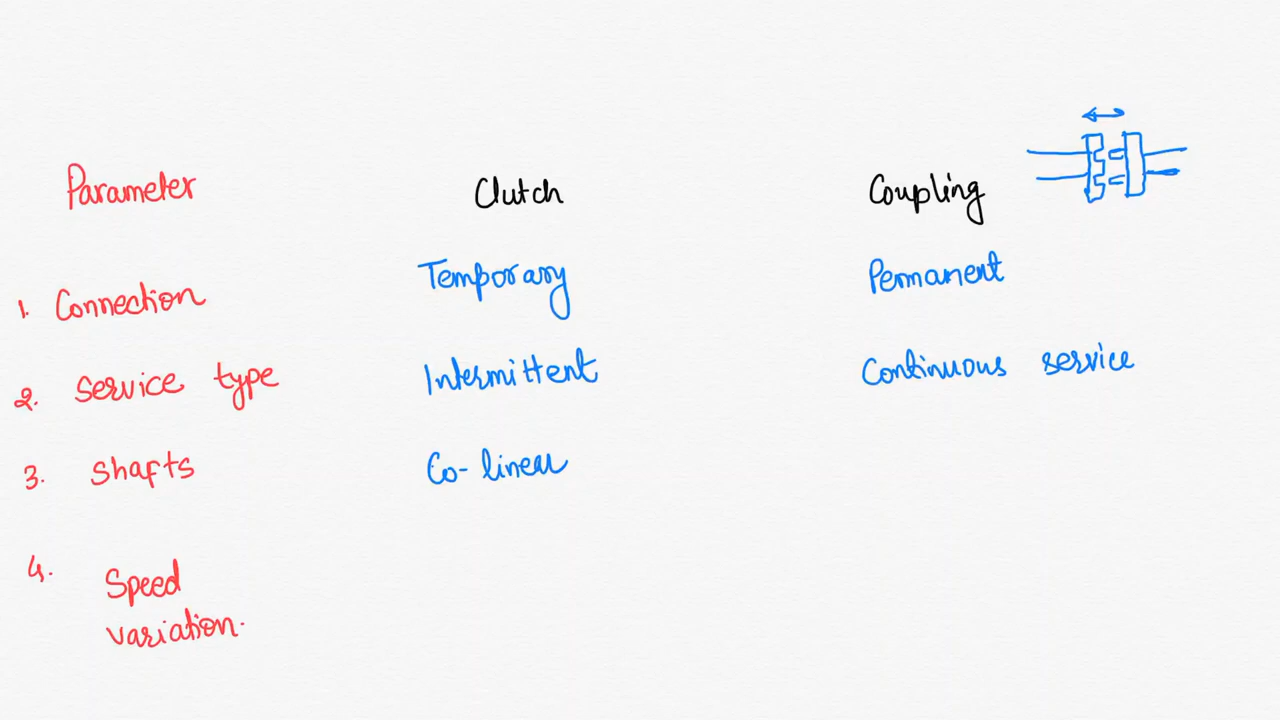 Parameter Clutch Coupling
1. Connection Temporary Permanent
2. Service type Intermittent Continuous service
3. Shafts Co-linear
4. Speed
variation.